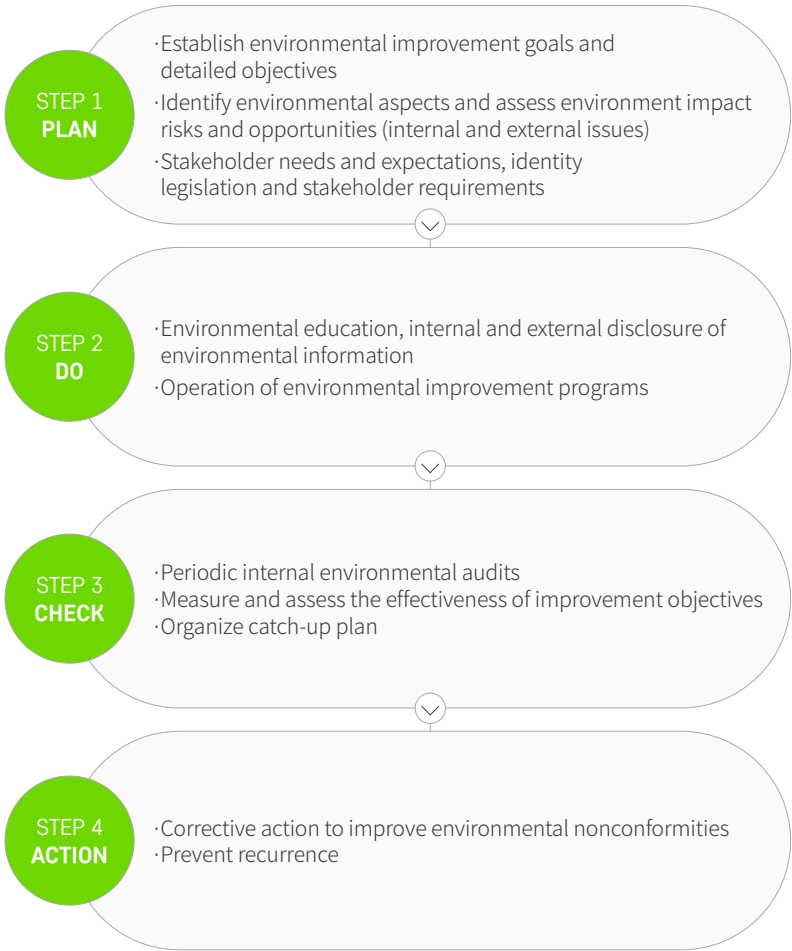 STEP 1
PLAN
·Establish environmental improvement goals and
detailed objectives
·Identify environmental aspects and assess environment impact
risks and opportunities (internal and external issues)
·Stakeholder needs and expectations, identity
legislation and stakeholder requirements
STEP 2
DO
·Environmental education, internal and external disclosure of
environmental information
·Operation of environmental improvement programs
STEP 3
CHECK
·Periodic internal environmental audits
·Measure and assess the effectiveness of improvement objectives
·Organize catch-up plan
STEP 4
ACTION
·Corrective action to improve environmental nonconformities
·Prevent recurrence